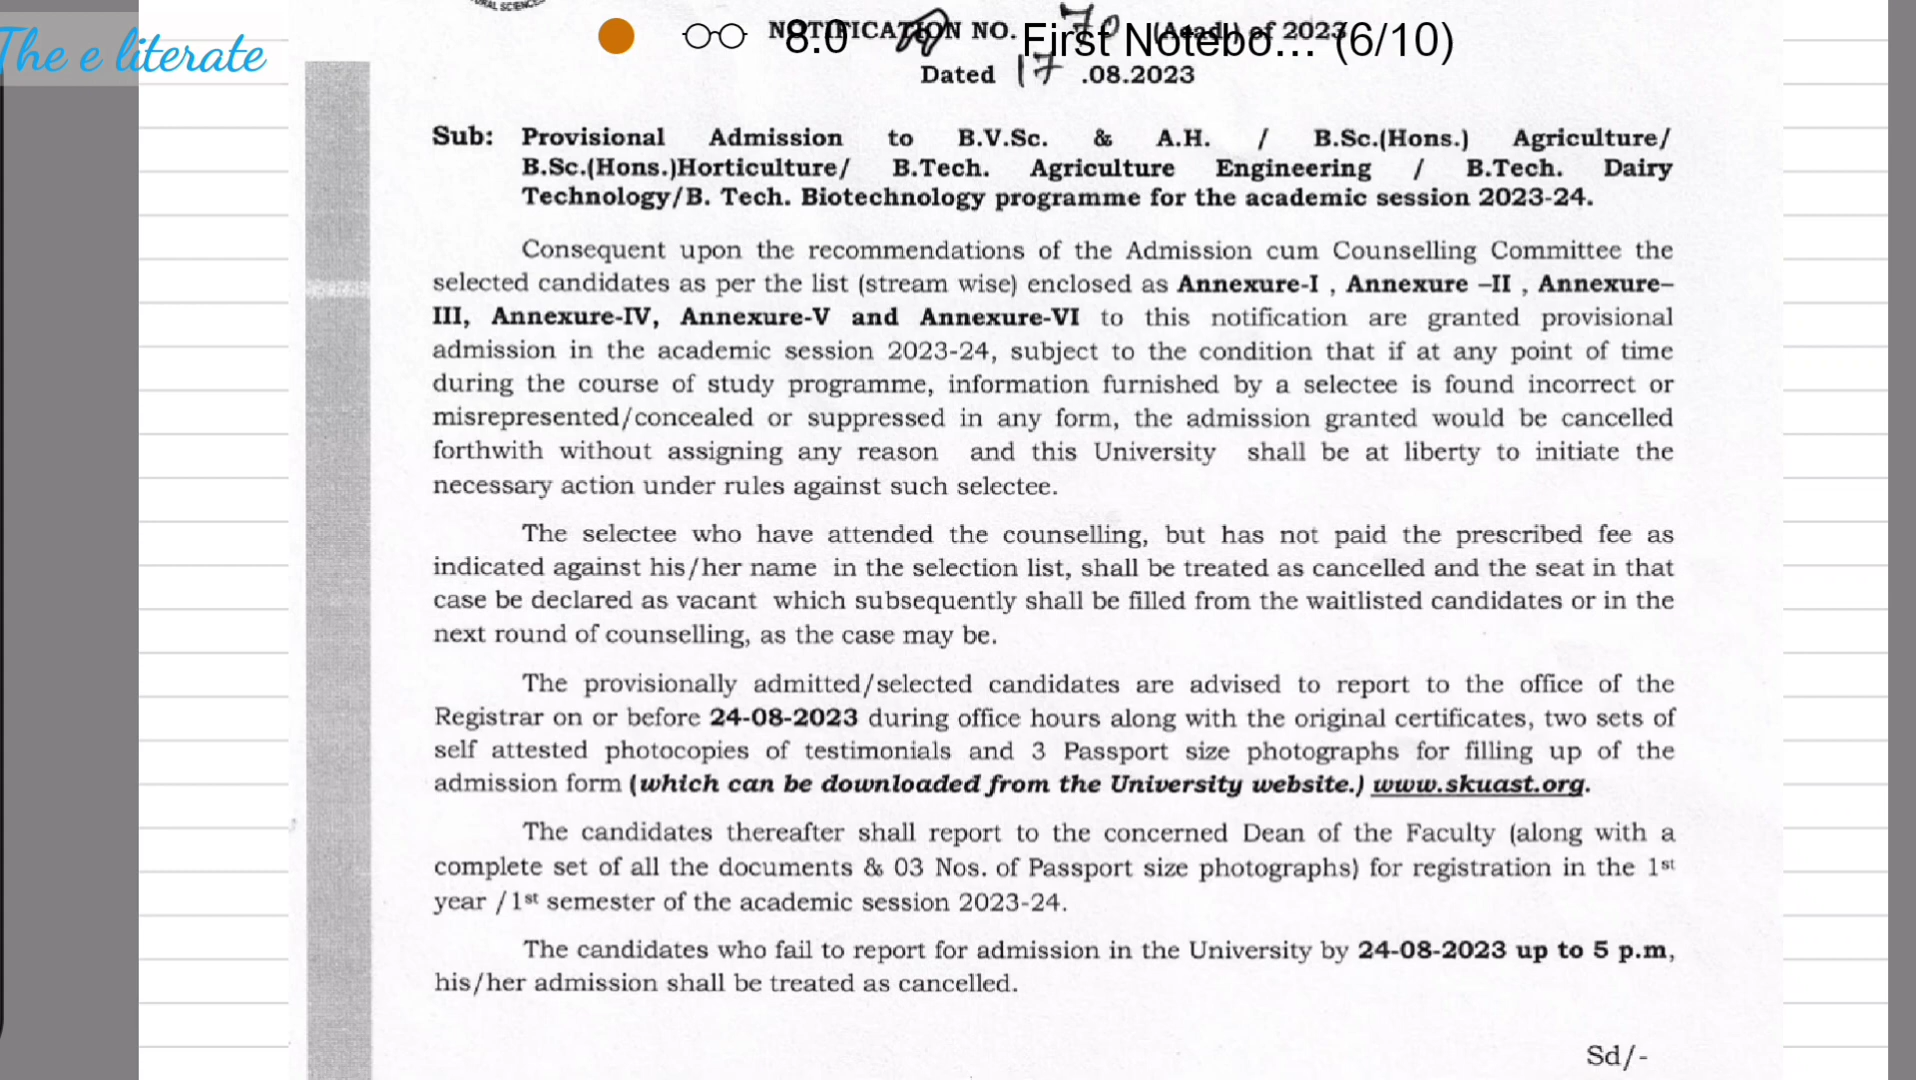 The e literate
NOTIFICATION NO. 70 (Acad.) of 2023
8.0 First Notebo... (6/10)
Dated 17 .08.2023
Sub: Provisional Admission to B.V.Sc. & A.H. / B.Sc.(Hons.) Agriculture/
B.Sc.(Hons.)Horticulture/ B.Tech. Agriculture Engineering / B.Tech. Dairy
Technology/B. Tech. Biotechnology programme for the academic session 2023-24.
Consequent upon the recommendations of the Admission cum Counselling Committee the
selected candidates as per the list (stream wise) enclosed as Annexure-I , Annexure –II , Annexure–
III, Annexure-IV, Annexure-V and Annexure-VI to this notification are granted provisional
admission in the academic session 2023-24, subject to the condition that if at any point of time
during the course of study programme, information furnished by a selectee is found incorrect or
misrepresented/concealed or suppressed in any form, the admission granted would be cancelled
forthwith without assigning any reason and this University shall be at liberty to initiate the
necessary action under rules against such selectee.
The selectee who have attended the counselling, but has not paid the prescribed fee as
indicated against his/her name in the selection list, shall be treated as cancelled and the seat in that
case be declared as vacant which subsequently shall be filled from the waitlisted candidates or in the
next round of counselling, as the case may be.
The provisionally admitted/selected candidates are advised to report to the office of the
Registrar on or before 24-08-2023 during office hours along with the original certificates, two sets of
self attested photocopies of testimonials and 3 Passport size photographs for filling up of the
admission form (which can be downloaded from the University website.) www.skuast.org.
The candidates thereafter shall report to the concerned Dean of the Faculty (along with a
complete set of all the documents & 03 Nos. of Passport size photographs) for registration in the 1st
year /1st semester of the academic session 2023-24.
The candidates who fail to report for admission in the University by 24-08-2023 up to 5 p.m,
his/her admission shall be treated as cancelled.
Sd/-